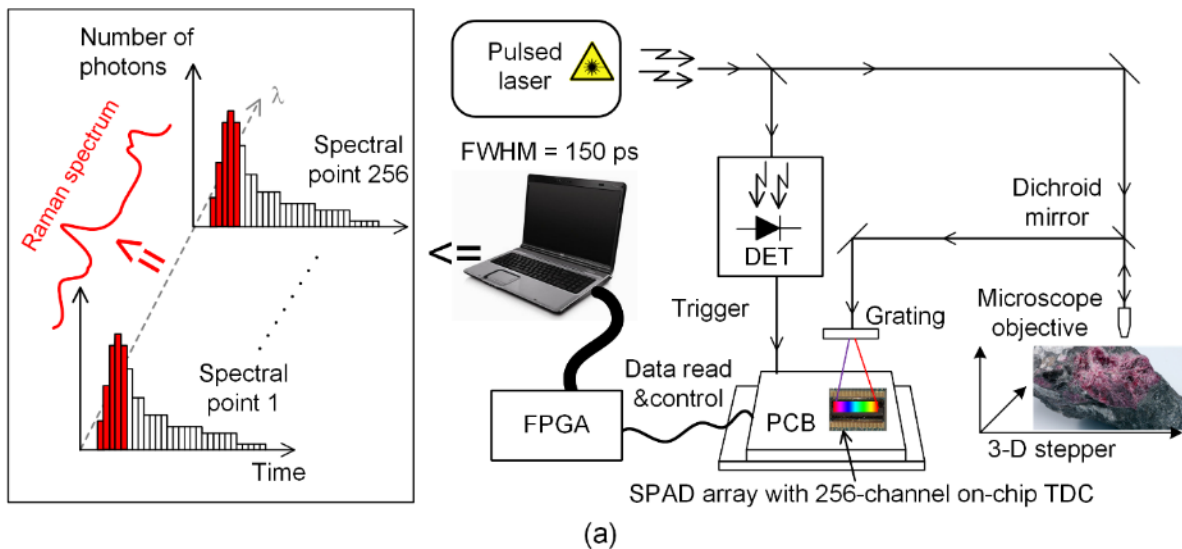 Number of
photons
λ
Spectral
point 256
Raman spectrum
Spectral
point 1
Time
Pulsed
laser
FWHM = 150 ps
<=
DET
Trigger
Dichroid
mirror
Grating
Microscope
objective
Data read
&control
FPGA
PCB
3-D stepper
SPAD array with 256-channel on-chip TDC
(a)